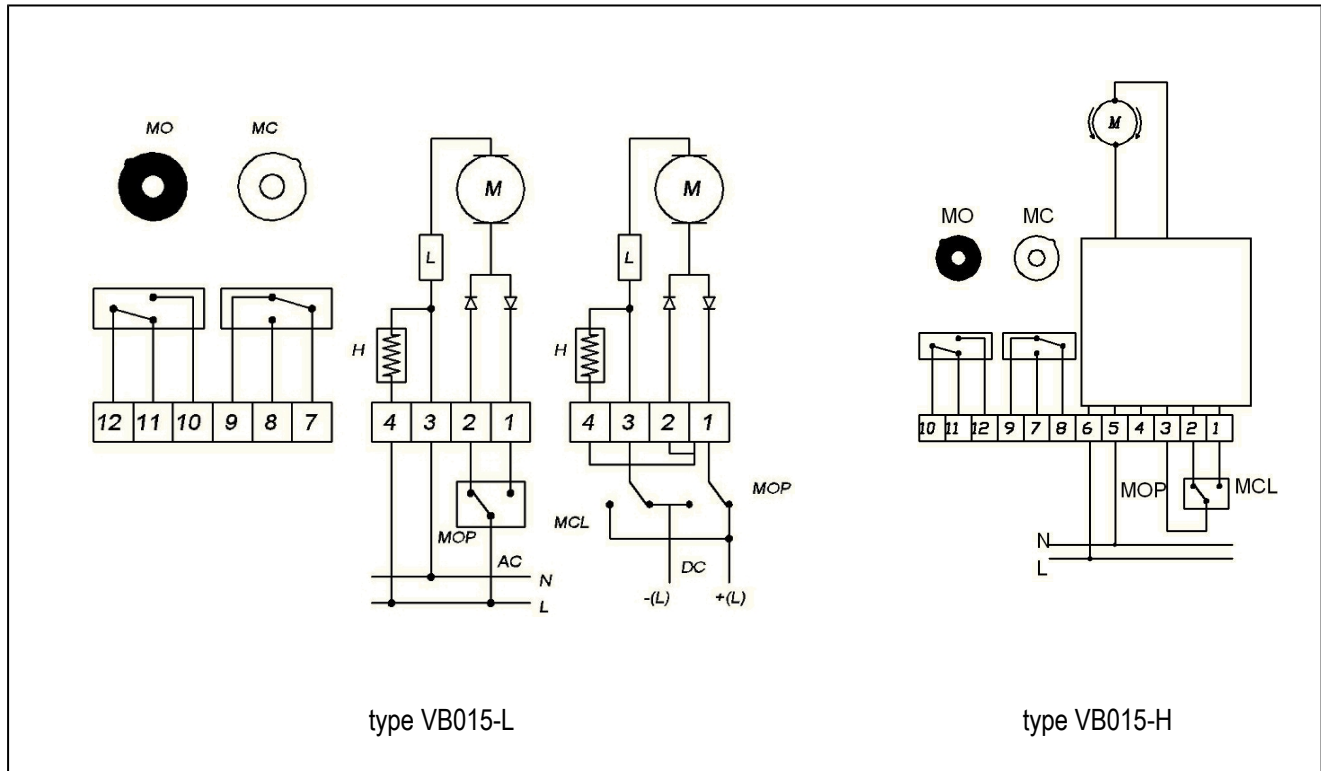 MO MC
M
L
H
12 11 10 9 8 7
4 3 2 1
MOP
AC
N
L
M
L
H
4 3 2 1
MOP
MCL
DC
-(L) +(L)
type VB015-L
M
MO MC
10 11 12 9 7 8 6 5 4 3 2 1
MOP MCL
N
L
type VB015-H